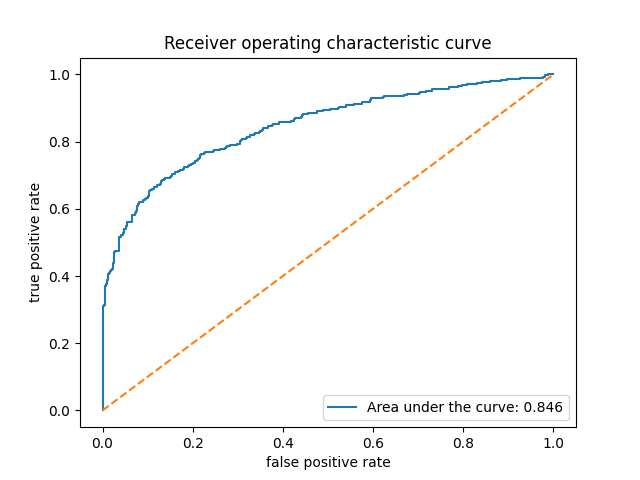 Receiver operating characteristic curve
1.0
0.8
0.6
0.4
0.2
0.0
true positive rate
Area under the curve: 0.846
0.0 0.2 0.4 0.6 0.8 1.0
false positive rate